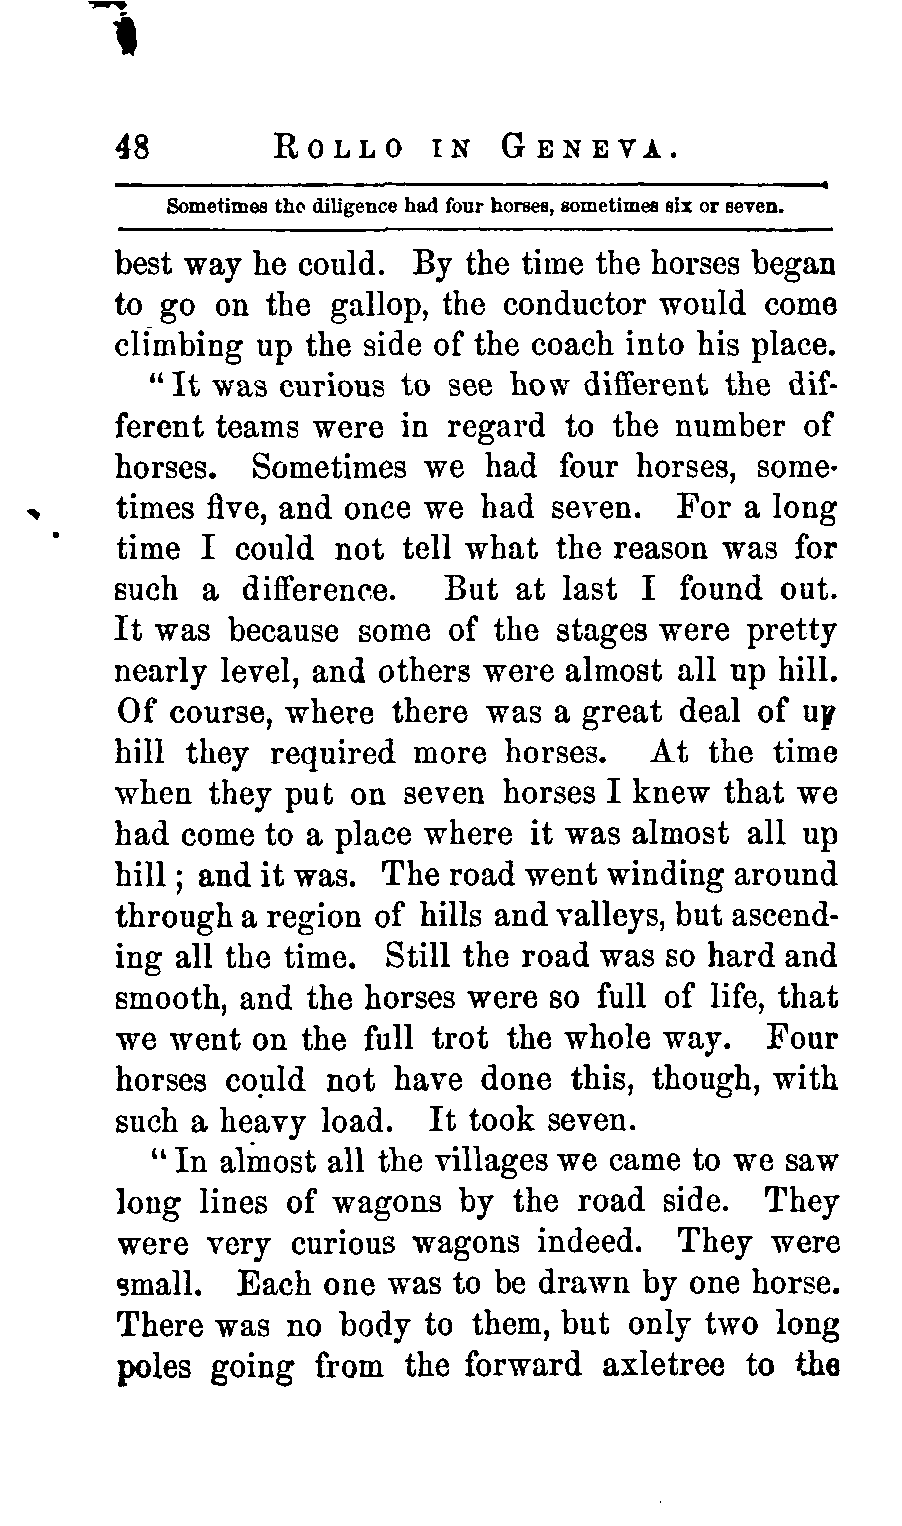 48 ROLLO IN GENEVA.
Sometimes the diligence had four horses, sometimes six or seven.
best way he could. By the time the horses began
to go on the gallop, the conductor would come
climbing up the side of the coach into his place.
"It was curious to see how different the dif-
ferent teams were in regard to the number of
horses. Sometimes we had four horses, some-
times five, and once we had seven. For a long
time I could not tell what the reason was for
such a difference. But at last I found out.
It was because some of the stages were pretty
nearly level, and others were almost all up hill.
Of course, where there was a great deal of up
hill they required more horses. At the time
when they put on seven horses I knew that we
had come to a place where it was almost all up
hill; and it was. The road went winding around
through a region of hills and valleys, but ascend-
ing all the time. Still the road was so hard and
smooth, and the horses were so full of life, that
we went on the full trot the whole way. Four
horses could not have done this, though, with
such a heavy load. It took seven.
"In almost all the villages we came to we saw
long lines of wagons by the road side. They
were very curious wagons indeed. They were
small. Each one was to be drawn by one horse.
There was no body to them, but only two long
poles going from the forward axletree to the